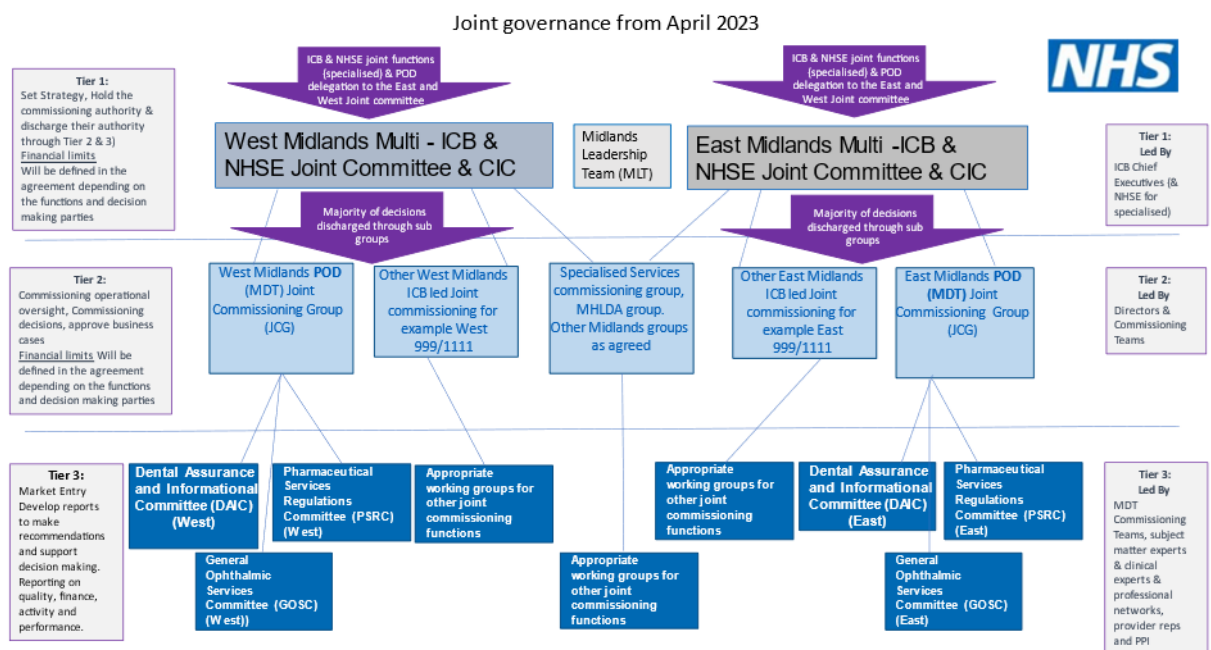 Joint governance from April 2023
NHS
ICB & NHSE joint functions
(specialised) & POD
delegation to the East and
West Joint committee
ICB & NHSE joint functions
(specialised) & POD
delegation to the East and
West Joint committee
Tier 1:
Set Strategy, Hold the
commissioning authority &
discharge their authority
through Tier 2 & 3)
Financial limits
Will be defined in the
agreement depending on
the functions and decision
making parties
West Midlands Multi - ICB &
NHSE Joint Committee & CIC
Midlands
Leadership
Team (MLT)
East Midlands Multi -ICB &
NHSE Joint Committee & CIC
Tier 1:
Led By
ICB Chief
Executives (&
NHSE for
specialised)
Majority of decisions
discharged through sub
groups
Majority of decisions
discharged through sub
groups
Tier 2:
Commissioning operational
oversight, Commissioning
decisions, approve business
cases
Financial limits Will be
defined in the agreement
depending on the functions
and decision making parties
West Midlands POD
(MDT) Joint
Commissioning Group
(JCG)
Other West Midlands
ICB led Joint
commissioning for
example West
999/1111
Specialised Services
commissioning group,
MHLDA group.
Other Midlands groups
as agreed
Other East Midlands
ICB led Joint
commissioning for
example East
999/1111
East Midlands POD
(MDT) Joint
Commissioning Group
(JCG)
Tier 2:
Led By
Directors &
Commissioning
Teams
Tier 3:
Market Entry
Develop reports
to make
recommendations
and support
decision making.
Reporting on
quality, finance,
activity and
performance.
Dental Assurance
and Informational
Committee (DAIC)
(West)
Pharmaceutical
Services
Regulations
Committee (PSRC)
(West)
Appropriate
working groups for
other joint
commissioning
functions
Appropriate
working groups for
other joint
commissioning
functions
Dental Assurance
and Informational
Committee (DAIC)
(East)
Pharmaceutical
Services
Regulations
Committee (PSRC)
(East)
General
Ophthalmic
Services
Committee (GOSC)
(West))
Appropriate
working groups for
other joint
commissioning
functions
General
Ophthalmic
Services
Committee (GOSC)
(East)
Tier 3:
Led By
MDT
Commissioning
Teams, subject
matter experts
& clinical
experts &
professional
networks,
provider reps
and PPI